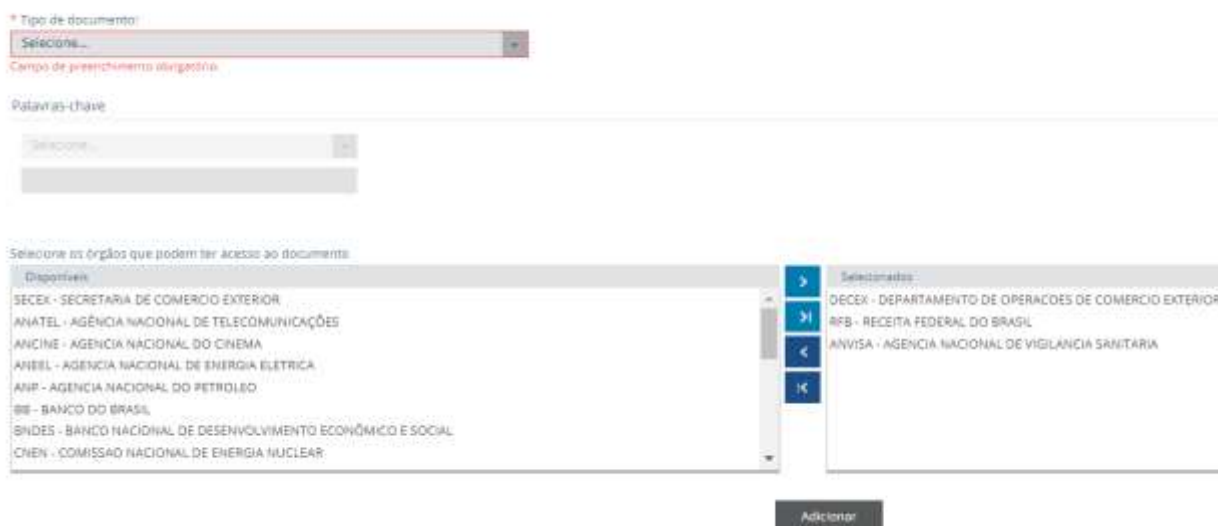 * Tipo de documento:
Selecione...
Campo de preenchimento obrigatório
Palavras-chave
Selecione...
Selecione os órgãos que podem ter acesso ao documento
Disponíveis
SECEX - SECRETARIA DE COMERCIO EXTERIOR
ANATEL - AGÊNCIA NACIONAL DE TELECOMUNICAÇÕES
ANCINE - AGENCIA NACIONAL DO CINEMA
ANEEL - AGENCIA NACIONAL DE ENERGIA ELETRICA
ANP - AGENCIA NACIONAL DO PETROLEO
BB - BANCO DO BRASIL
BNDES - BANCO NACIONAL DE DESENVOLVIMENTO ECONÔMICO E SOCIAL
CNEN - COMISSAO NACIONAL DE ENERGIA NUCLEAR
Selecionados
DECEX - DEPARTAMENTO DE OPERACOES DE COMERCIO EXTERIOR
RFB - RECEITA FEDERAL DO BRASIL
ANVISA - AGENCIA NACIONAL DE VIGILANCIA SANITARIA
Adicionar